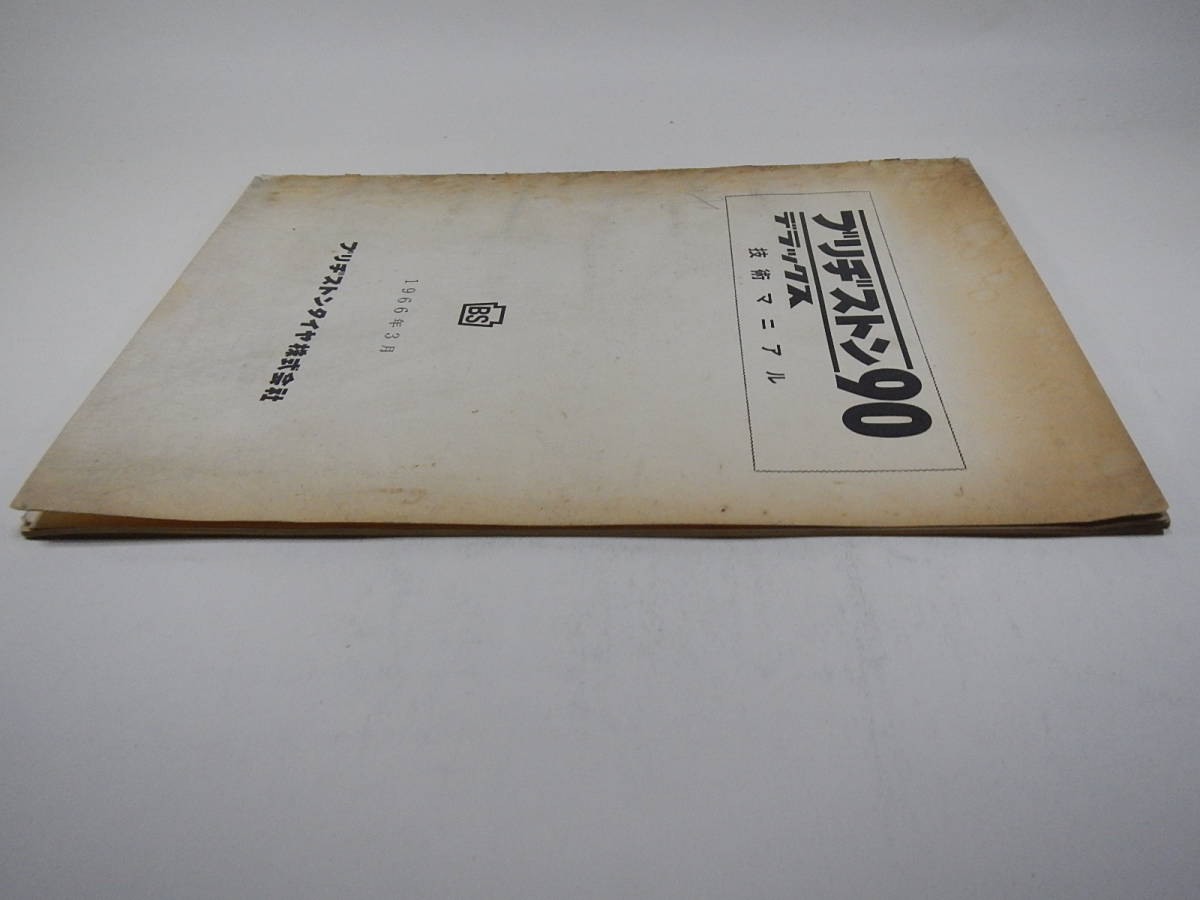 ブリヂストン90
デラックス
技術マニアル
BS
1966年3月
ブリヂストンタイヤ株式会社